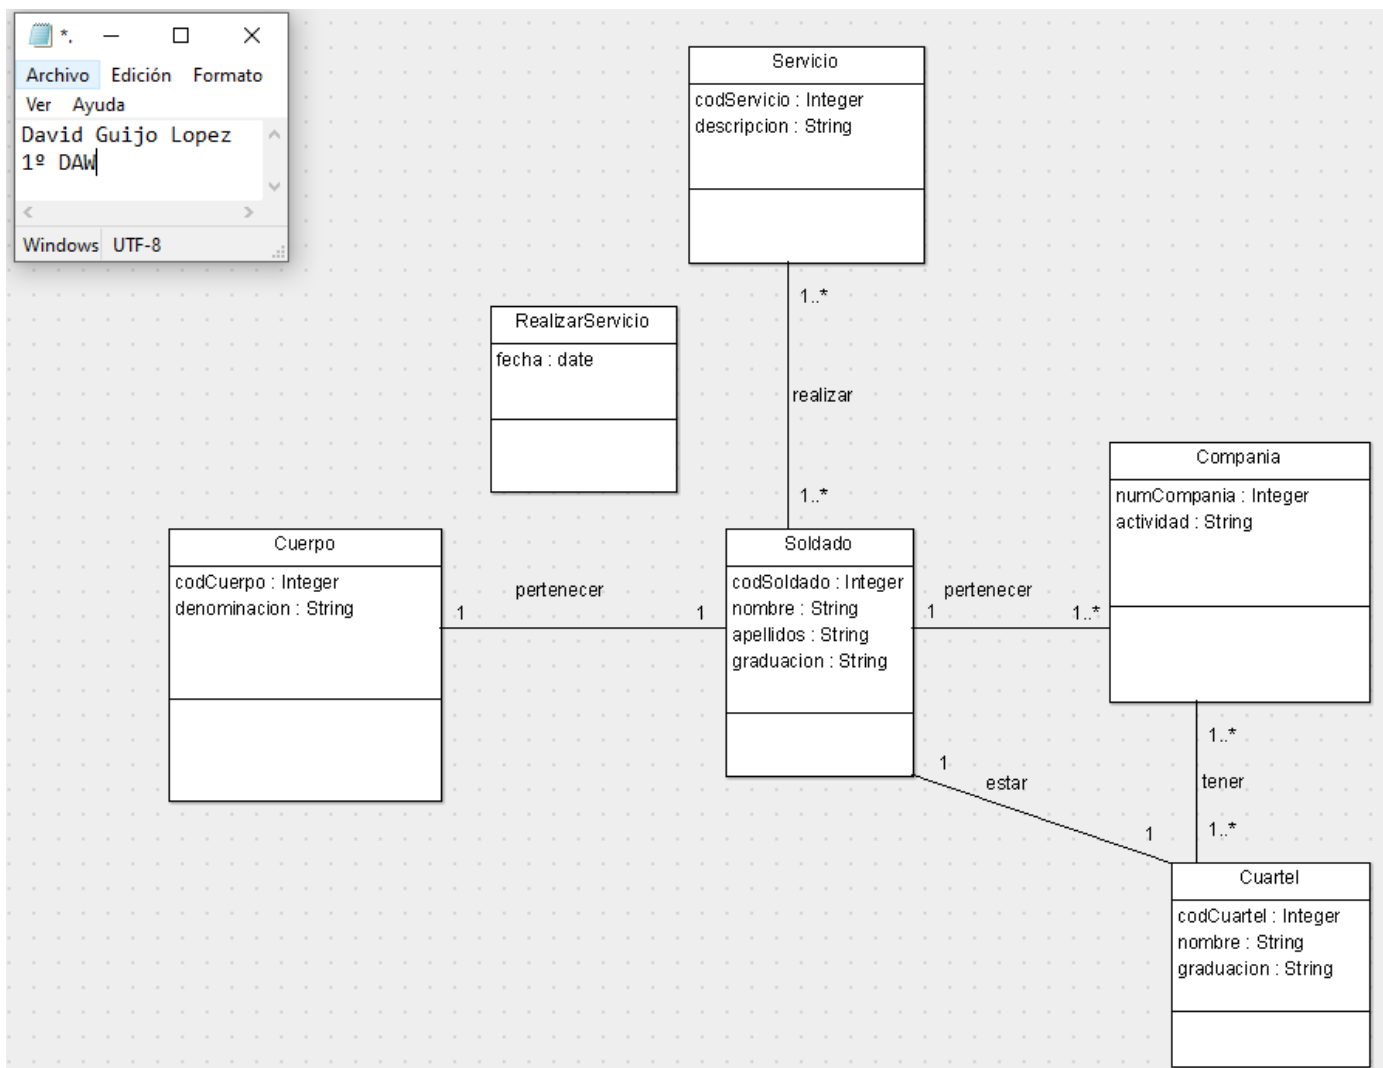 *.
Archivo Edición Formato
Ver Ayuda
David Guijo Lopez
1º DAW
Windows UTF-8
Servicio
codServicio : Integer
descripcion : String
1..*
realizar
1..*
RealizarServicio
fecha : date
Cuerpo
codCuerpo : Integer
denominacion : String
1
pertenecer
1
Soldado
codSoldado : Integer
nombre : String
apellidos : String
graduacion : String
pertenecer
1
1..*
Compania
numCompania : Integer
actividad : String
1..*
tener
1..*
1
estar
1
Cuartel
codCuartel : Integer
nombre : String
graduacion : String